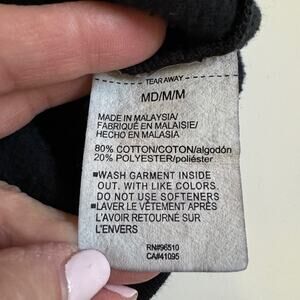 TEAR AWAY
MD/M/M
MADE IN MALAYSIA/
FABRIQUÉ EN MALAISIE/
HECHO EN MALASIA
80% COTTON/COTON/algodón
20% POLYESTER/poliéster
■WASH GARMENT INSIDE
OUT. WITH LIKE COLORS.
DO NOT USE SOFTENERS
■LAVER LE VÊTEMENT APRÈS
L'AVOIR RETOURNÉ SUR
L'ENVERS
RN#96510
CA#41095